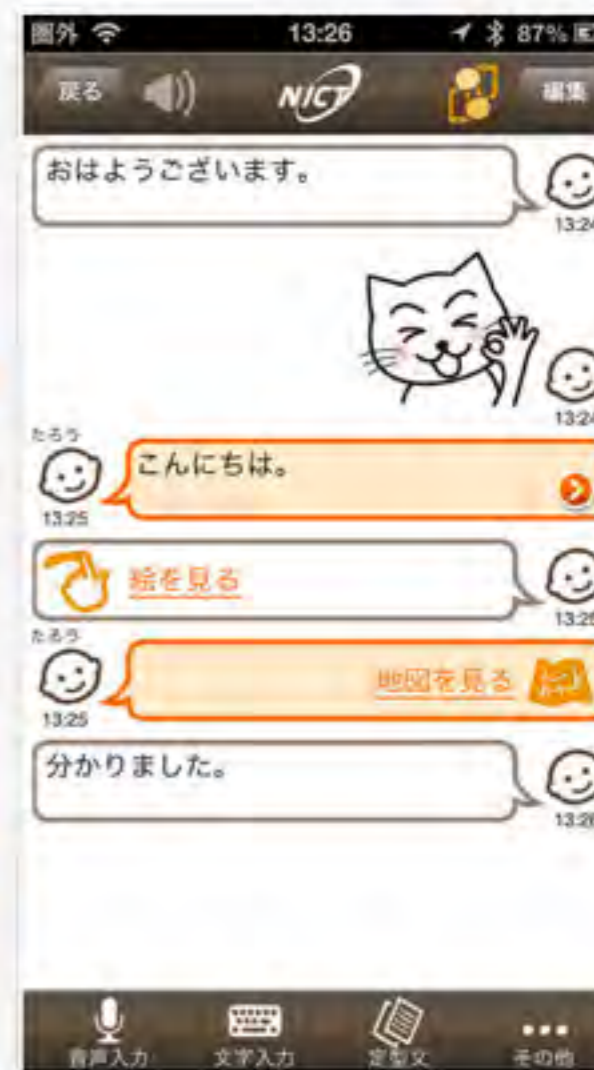 圏外 13:26 87%
戻る NICT 編集
おはようございます。
13:24
13:24
たろう
こんにちは。
13:25
絵を見る
13:25
たろう
地図を見る
13:25
分かりました。
13:26
音声入力 文字入力 定型文 その他